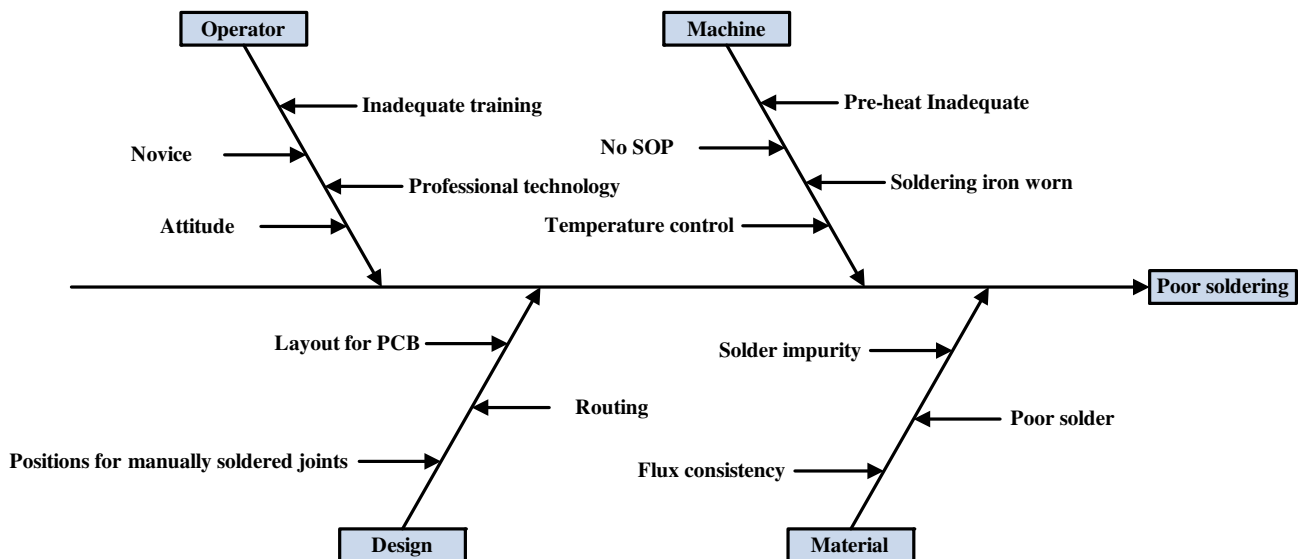 Operator
Machine
Inadequate training
Pre-heat Inadequate
Novice
No SOP
Professional technology
Soldering iron worn
Attitude
Temperature control
Poor soldering
Layout for PCB
Solder impurity
Routing
Poor solder
Positions for manually soldered joints
Flux consistency
Design
Material